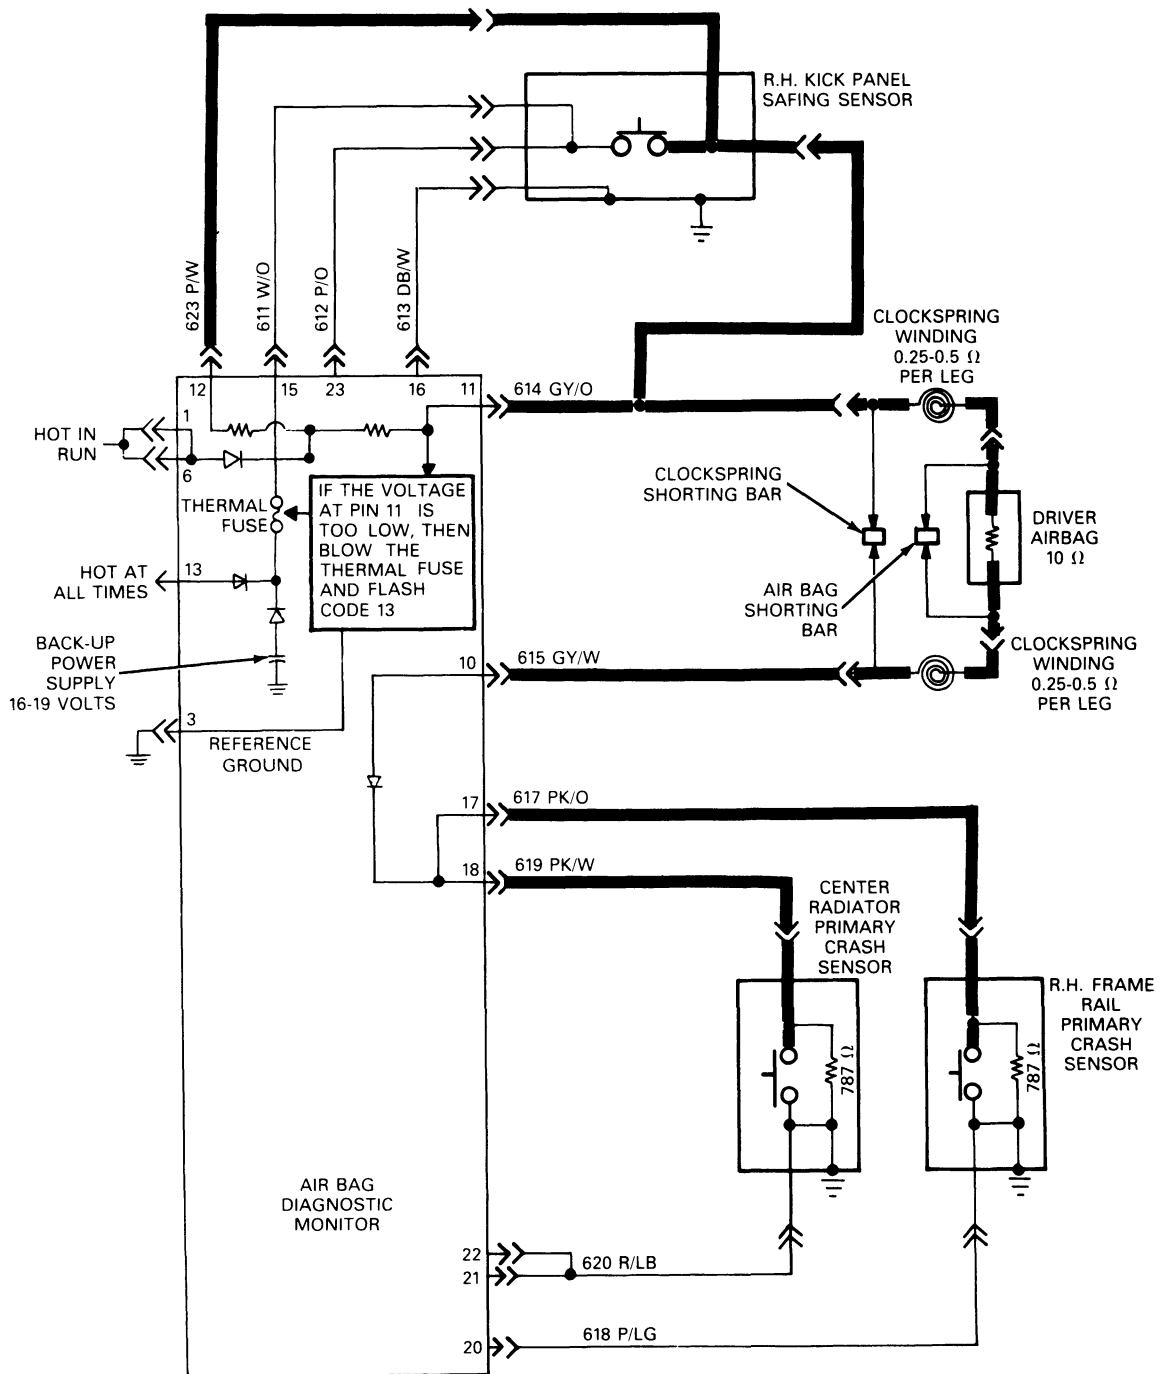 R.H. KICK PANEL
SAFING SENSOR
623 P/W
611 W/O
612 P/O
613 DB/W
12
15
23
16
11
614 GY/O
CLOCKSPRING
WINDING
0.25-0.5 Ω
PER LEG
1
HOT IN
RUN
6
THERMAL
FUSE
IF THE VOLTAGE
AT PIN 11 IS
TOO LOW, THEN
BLOW THE
THERMAL FUSE
AND FLASH
CODE 13
CLOCKSPRING
SHORTING BAR
DRIVER
AIRBAG
10 Ω
HOT AT
ALL TIMES
13
AIR BAG
SHORTING
BAR
BACK-UP
POWER
SUPPLY
16-19 VOLTS
10
615 GY/W
CLOCKSPRING
WINDING
0.25-0.5 Ω
PER LEG
3
REFERENCE
GROUND
17
617 PK/O
18
619 PK/W
CENTER
RADIATOR
PRIMARY
CRASH
SENSOR
R.H. FRAME
RAIL
PRIMARY
CRASH
SENSOR
787 Ω
787 Ω
AIR BAG
DIAGNOSTIC
MONITOR
22
21
620 R/LB
20
618 P/LG